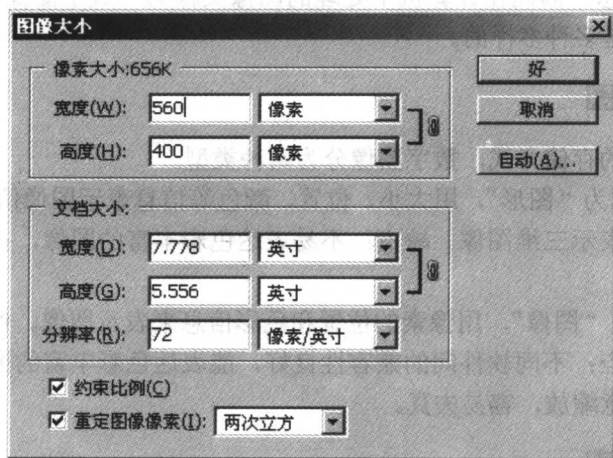 图像大小
像素大小:656K
好
宽度(W): 560 像素
取消
高度(H): 400 像素
自动(A)...
文档大小:
宽度(D): 7.778 英寸
高度(G): 5.556 英寸
分辨率(R): 72 像素/英寸
约束比例(C)
重定图像像素(I): 两次立方